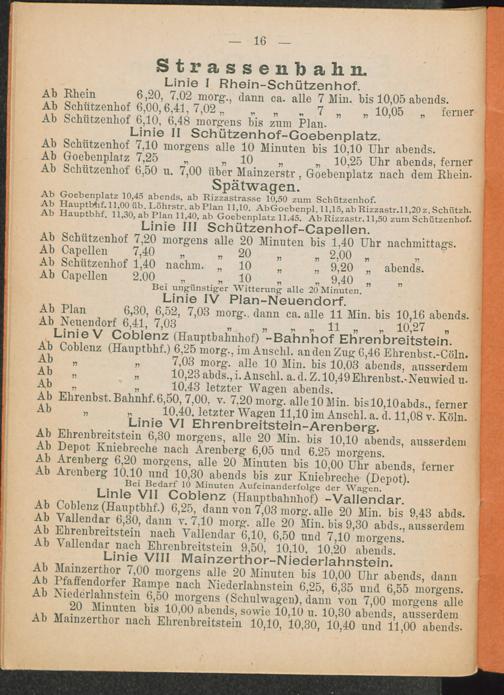 — 16 —
Strassenbahn.
Linie I Rhein-Schützenhof.
Ab Rhein 6,20, 7,02 morg., dann ca. alle 7 Min. bis 10,05 abends.
Ab Schützenhof 6,00, 6,41, 7,02 „ „ „ „ 7 „ „ 10,05 „ ferner
Ab Schützenhof 6,10, 6,48 morgens bis zum Plan.
Linie II Schützenhof-Goebenplatz.
Ab Schützenhof 7,10 morgens alle 10 Minuten bis 10,10 Uhr abends.
Ab Goebenplatz 7,25 „ „ 10 „ „ 10,25 Uhr abends, ferner
Ab Schützenhof 6,50 u. 7,00 über Mainzerstr, Goebenplatz nach dem Rhein.
Spätwagen.
Ab Goebenplatz 10,45 abends, ab Rizzastrasse 10,50 zum Schützenhof.
Ab Hauptbhf. 11,00 üb. Löhrstr., ab Plan 11,10. Ab Goebenpl. 11,15, ab Rizzastr. 11,20 z. Schützh.
Ab Hauptbhf. 11,30, ab Plan 11,40, ab Goebenplatz 11,45. Ab Rizzastr. 11,50 zum Schützenhof.
Linie III Schützenhof-Capellen.
Ab Schützenhof 7,20 morgens alle 20 Minuten bis 1,40 Uhr nachmittags.
Ab Capellen 7,40 „ „ 20 „ „ 2,00 „ „
Ab Schützenhof 1,40 nachm. „ 10 „ „ 9,20 „ abends.
Ab Capellen 2,00 „ „ 10 „ „ 9,40 „ „
Bei ungünstiger Witterung alle 20 Minuten.
Linie IV Plan-Neuendorf.
Ab Plan 6,30, 6,52, 7,03 morg., dann ca. alle 11 Min. bis 10,16 abends.
Ab Neuendorf 6,41, 7,03 „ „ „ „ 11 „ „ 10,27 „
Linie V Coblenz (Hauptbahnhof) -Bahnhof Ehrenbreitstein.
Ab Coblenz (Hauptbhf.) 6,25 morg., im Anschl. an den Zug 6,46 Ehrenbst.-Cöln.
Ab „ „ 7,03 morg. alle 10 Min. bis 10,03 abends, ausserdem
Ab „ „ 10,23 abds., i. Anschl. a. d. Z. 10,49 Ehrenbst.-Neuwied u.
Ab „ „ 10,43 letzter Wagen abends.
Ab Ehrenbst. Bahnhf. 6,50, 7,00. v. 7,20 morg. alle 10 Min. bis 10,10 abds., ferner
Ab „ „ 10,40, letzter Wagen 11,10 im Anschl. a. d. 11,08 v. Köln.
Linie VI Ehrenbreitstein-Arenberg.
Ab Ehrenbreitstein 6,30 morgens, alle 20 Min. bis 10,10 abends, ausserdem
Ab Depot Kniebreche nach Arenberg 6,05 und 6,25 morgens.
Ab Arenberg 6,20 morgens, alle 20 Minuten bis 10,00 Uhr abends, ferner
Ab Arenberg 10,10 und 10,30 abends bis zur Kniebreche (Depot).
Bei Bedarf 10 Minuten Aufeinanderfolge der Wagen.
Linie VII Coblenz (Hauptbahnhof) -Vallendar.
Ab Coblenz (Hauptbhf.) 6,25, dann von 7,03 morg. alle 20 Min. bis 9,43 abds.
Ab Vallendar 6,30, dann v. 7,10 morg. alle 20 Min. bis 9,30 abds., ausserdem
Ab Ehrenbreitstein nach Vallendar 6,10, 6,50 und 7,10 morgens.
Ab Vallendar nach Ehrenbreitstein 9,50, 10,10, 10,20 abends.
Linie VIII Mainzerthor-Niederlahnstein.
Ab Mainzerthor 7,00 morgens alle 20 Minuten bis 10,00 Uhr abends, dann
Ab Pfaffendorfer Rampe nach Niederlahnstein 6,25, 6,35 und 6,55 morgens.
Ab Niederlahnstein 6,50 morgens (Schulwagen), dann von 7,00 morgens alle
20 Minuten bis 10,00 abends, sowie 10,10 u. 10,30 abends, ausserdem
Ab Mainzerthor nach Ehrenbreitstein 10,10, 10,30, 10,40 und 11,00 abends.